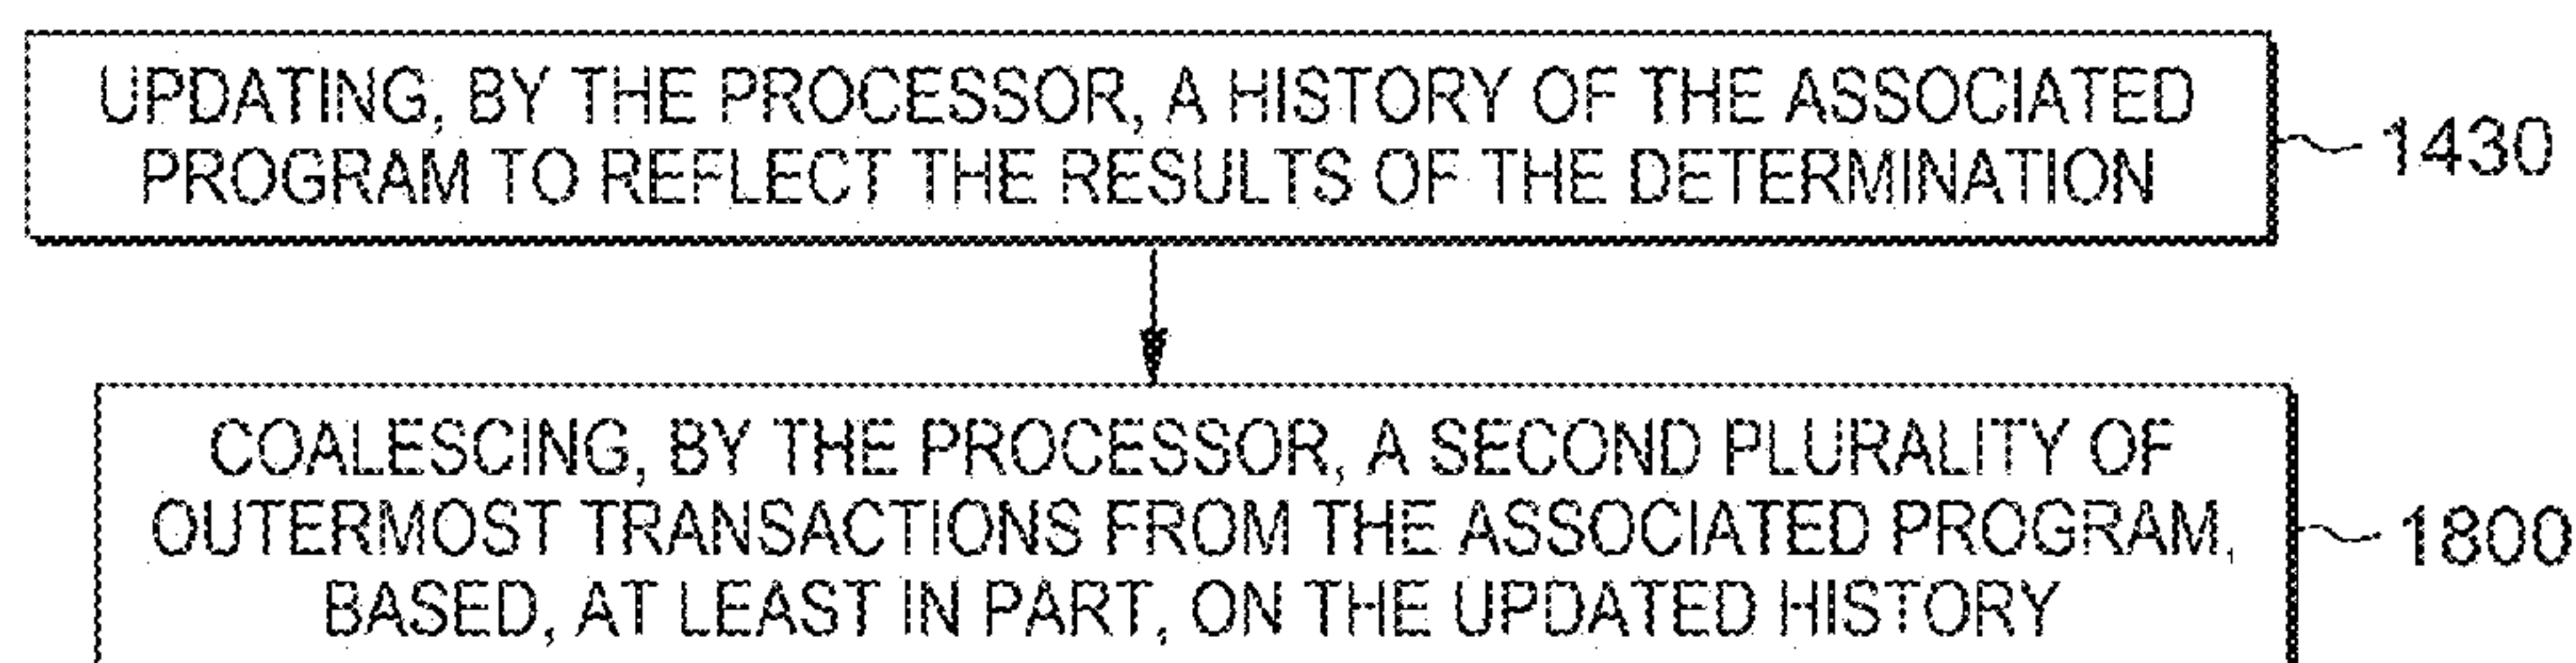 UPDATING, BY THE PROCESSOR, A HISTORY OF THE ASSOCIATED
PROGRAM TO REFLECT THE RESULTS OF THE DETERMINATION
1430
COALESCING, BY THE PROCESSOR, A SECOND PLURALITY OF
OUTERMOST TRANSACTIONS FROM THE ASSOCIATED PROGRAM,
BASED, AT LEAST IN PART, ON THE UPDATED HISTORY
1800